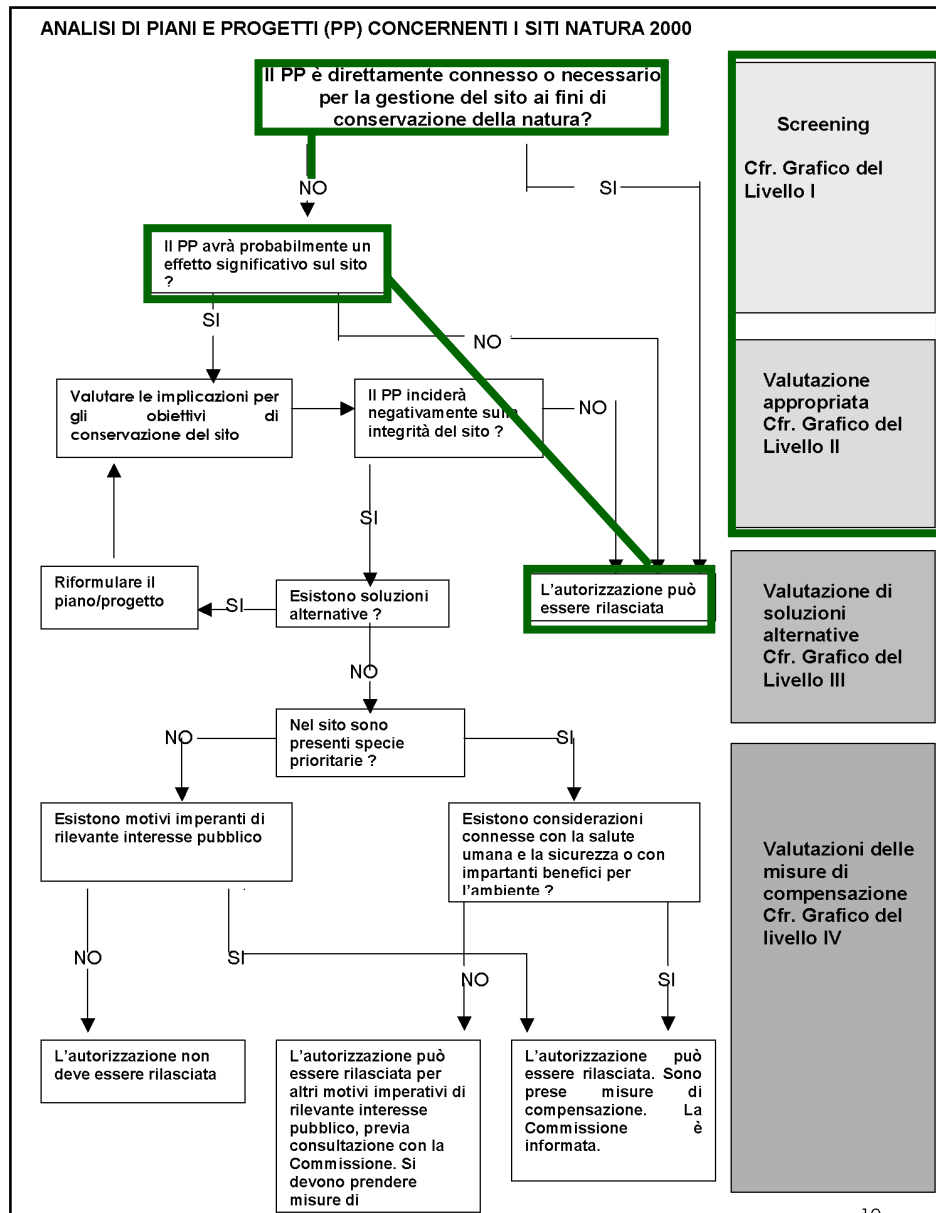 ANALISI DI PIANI E PROGETTI (PP) CONCERNENTI I SITI NATURA 2000
Il PP è direttamente connesso o necessario
per la gestione del sito ai fini di
conservazione della natura?
Screening
Cfr. Grafico del
Livello I
NO
SI
Il PP avrà probabilmente un
effetto significativo sul sito
?
SI
NO
Valutare le implicazioni per
gli obiettivi di
conservazione del sito
Il PP inciderà
negativamente sulla
integrità del sito ?
NO
Valutazione
appropriata
Cfr. Grafico del
Livello II
SI
Riformulare il
piano/progetto
SI
Esistono soluzioni
alternative ?
L'autorizzazione può
essere rilasciata
Valutazione di
soluzioni
alternative
Cfr. Grafico del
Livello III
NO
Nel sito sono
presenti specie
prioritarie ?
NO
SI
Esistono motivi imperanti di
rilevante interesse pubblico
Esistono considerazioni
connesse con la salute
umana e la sicurezza o con
impartanti benefici per
l'ambiente ?
Valutazioni delle
misure di
compensazione
Cfr. Grafico del
livello IV
NO
SI
NO
SI
L'autorizzazione non
deve essere rilasciata
L'autorizzazione può
essere rilasciata per
altri motivi imperativi di
rilevante interesse
pubblico, previa
consultazione con la
Commissione. Si
devono prendere
misure di
L'autorizzazione può
essere rilasciata. Sono
prese misure di
compensazione. La
Commissione è
informata.